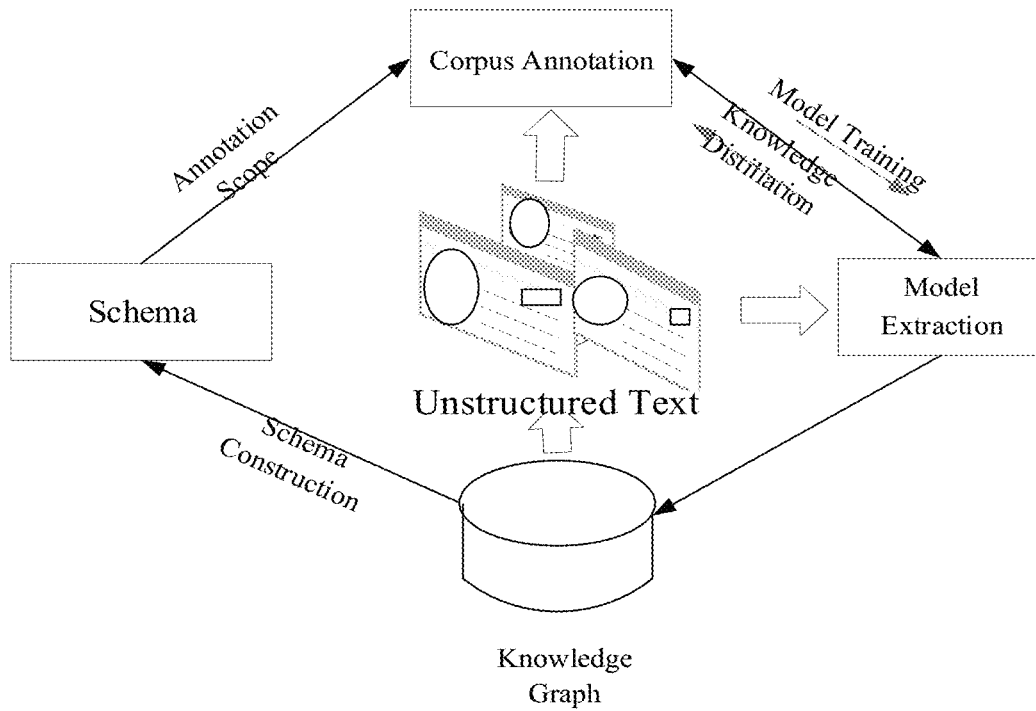 Corpus Annotation
Annotation
Scope
Model Training
Knowledge
Distillation
Schema
Model
Extraction
Unstructured Text
Schema
Construction
Knowledge
Graph